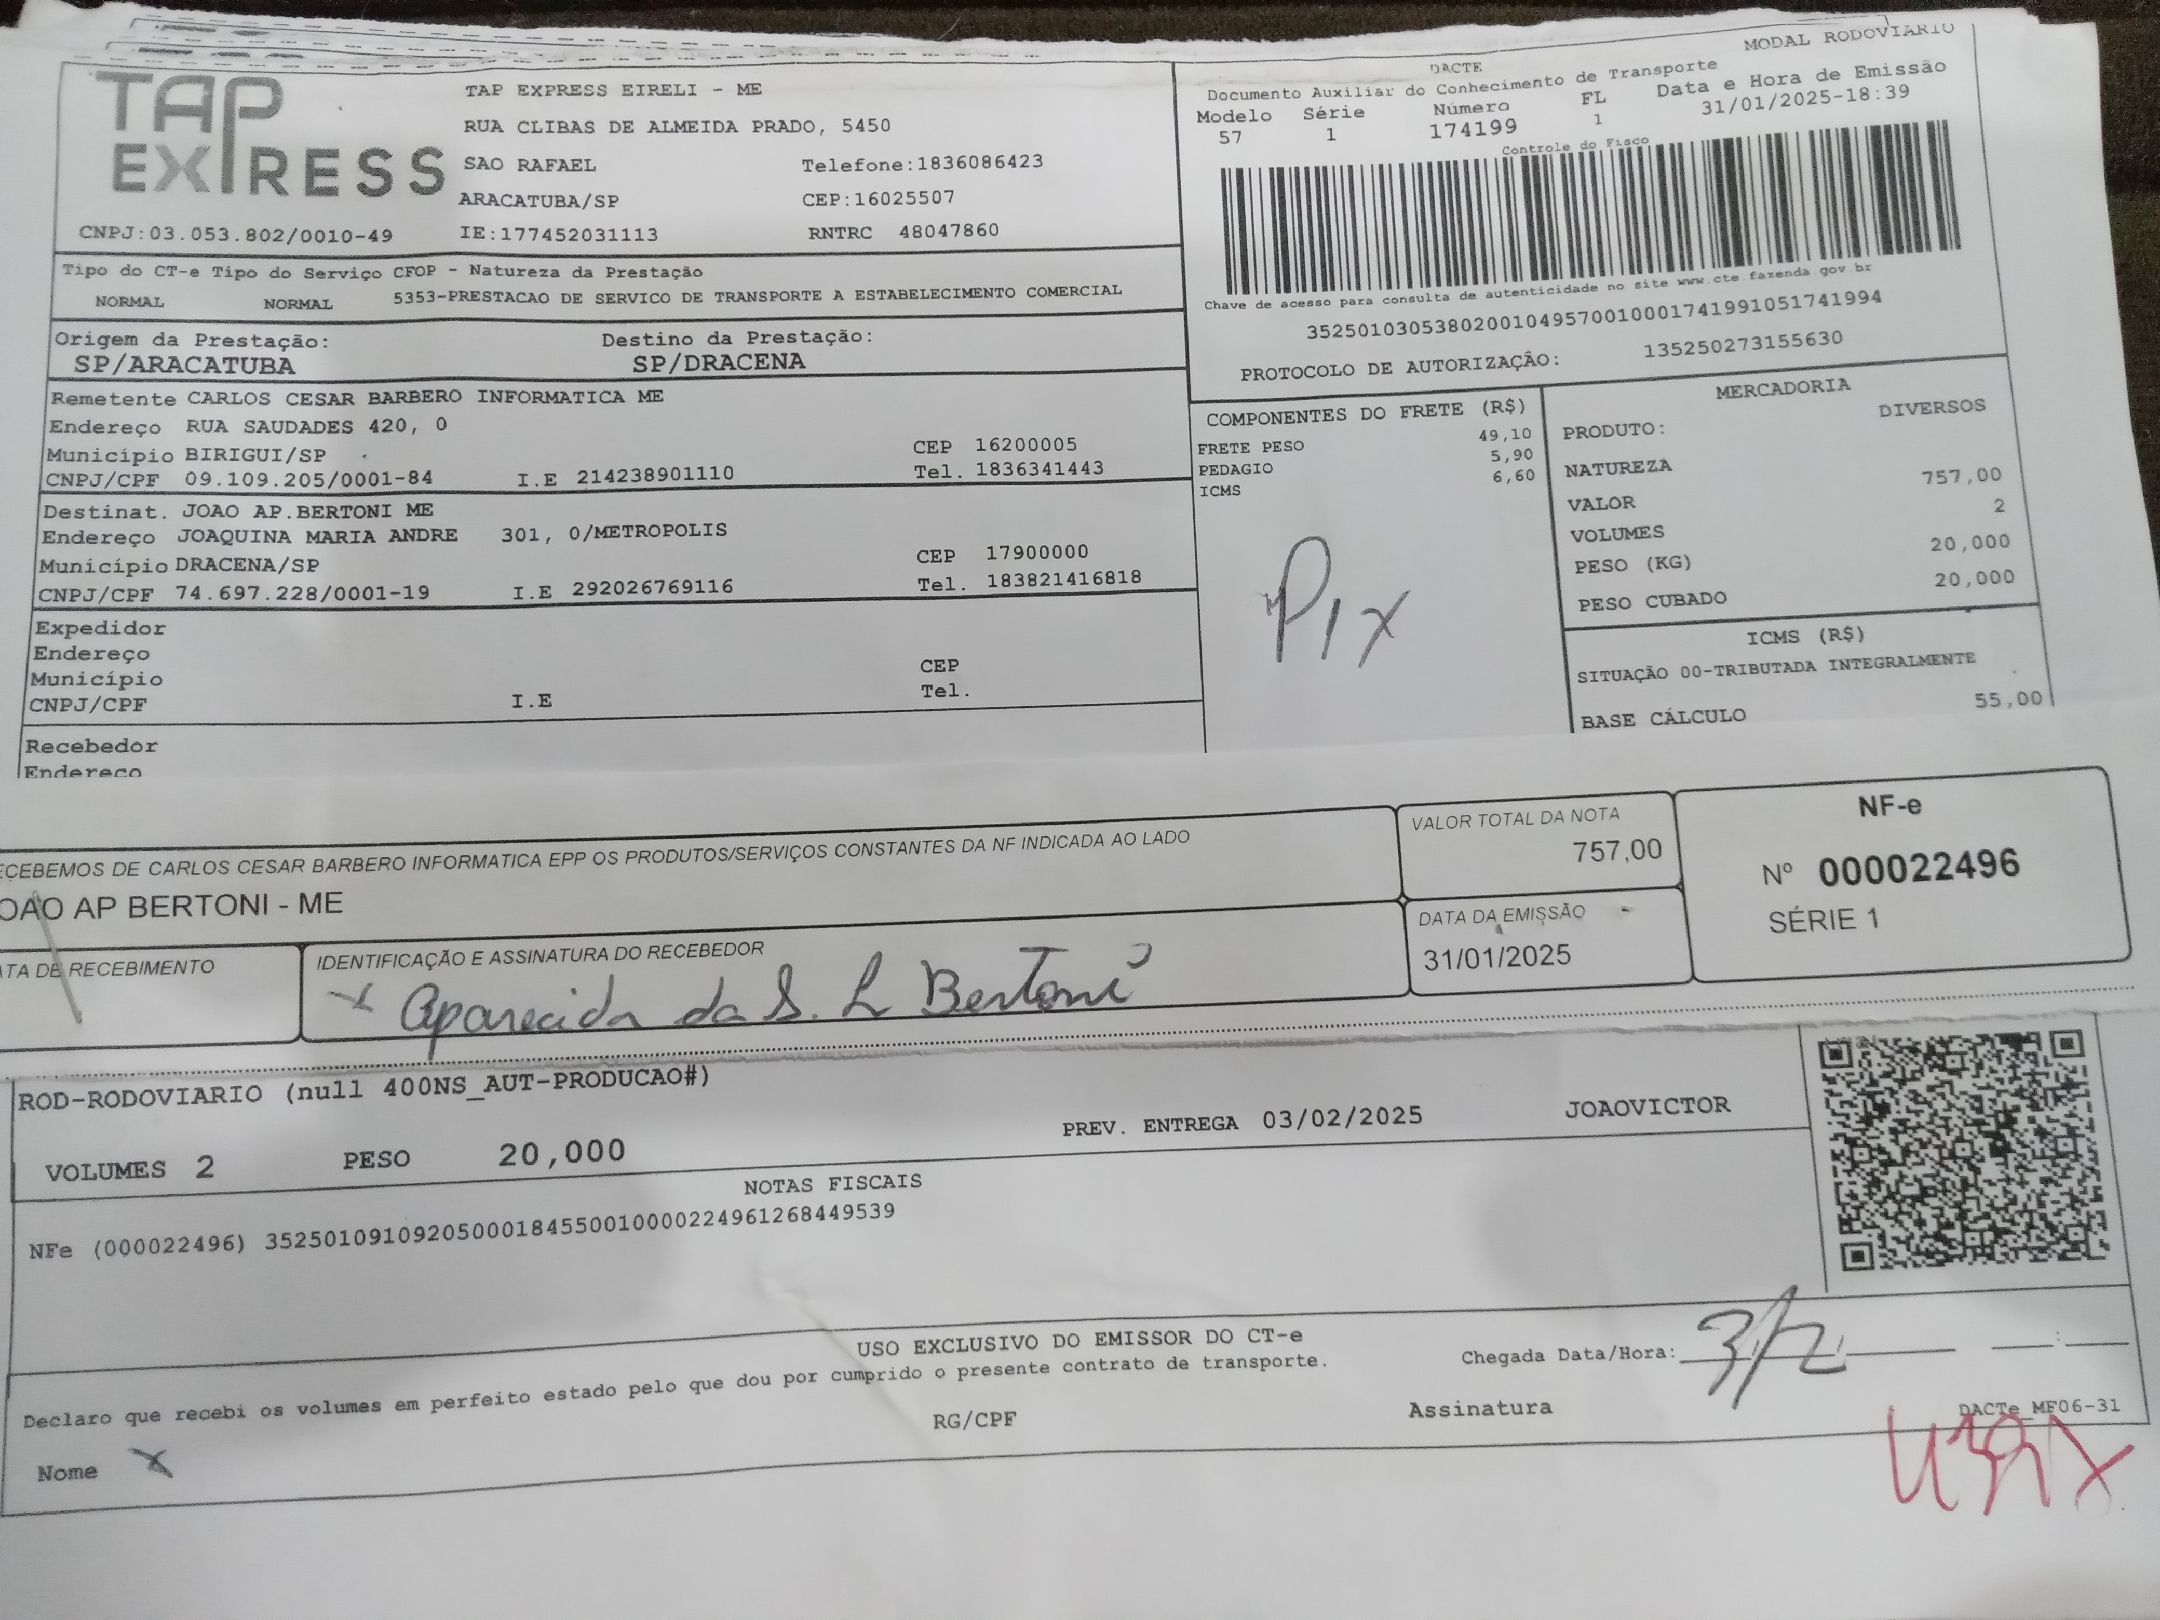 TAP
EXPRESS
TAP EXPRESS EIRELI - ME
RUA CLIBAS DE ALMEIDA PRADO, 5450
SAO RAFAEL Telefone:1836086423
ARACATUBA/SP CEP:16025507
CNPJ:03.053.802/0010-49 IE:177452031113 RNTRC 48047860
MODAL RODOVIARIO
DACTE
Documento Auxiliar do Conhecimento de Transporte
Modelo Série Número FL Data e Hora de Emissão
57 1 174199 1 31/01/2025-18:39
Controle do Fisco
Chave de acesso para consulta de autenticidade no site www.cte.fazenda.gov.br
35250103053802001049570010001741991051741994
PROTOCOLO DE AUTORIZAÇÂO: 135250273155630
Tipo do CT-e Tipo do Serviço CFOP - Natureza da Prestação
NORMAL NORMAL 5353-PRESTACAO DE SERVICO DE TRANSPORTE A ESTABELECIMENTO COMERCIAL
Origem da Prestação: Destino da Prestação:
SP/ARACATUBA SP/DRACENA
Remetente CARLOS CESAR BARBERO INFORMATICA ME
Endereço RUA SAUDADES 420, 0
Município BIRIGUI/SP CEP 16200005
CNPJ/CPF 09.109.205/0001-84 I.E 214238901110 Tel. 1836341443
Destinat. JOAO AP.BERTONI ME
Endereço JOAQUINA MARIA ANDRE 301, 0/METROPOLIS
Município DRACENA/SP CEP 17900000
CNPJ/CPF 74.697.228/0001-19 I.E 292026769116 Tel. 183821416818
Expedidor
Endereço
Município CEP
CNPJ/CPF I.E Tel.
Recebedor
Endereço
COMPONENTES DO FRETE (R$)
FRETE PESO 49,10
PEDAGIO 5,90
ICMS 6,60
Pix
MERCADORIA
PRODUTO: DIVERSOS
NATUREZA
VALOR 757,00
VOLUMES 2
PESO (KG) 20,000
PESO CUBADO 20,000
ICMS (R$)
SITUAÇÃO 00-TRIBUTADA INTEGRALMENTE
BASE CÁLCULO 55,00
ECEBEMOS DE CARLOS CESAR BARBERO INFORMATICA EPP OS PRODUTOS/SERVIÇOS CONSTANTES DA NF INDICADA AO LADO
OAO AP BERTONI - ME
VALOR TOTAL DA NOTA
757,00
NF-e
Nº 000022496
SÉRIE 1
ATA DE RECEBIMENTO
IDENTIFICAÇÃO E ASSINATURA DO RECEBEDOR
x Aparecida da S. L Bertoni
DATA DA EMISSÃO
31/01/2025
ROD-RODOVIARIO (null 400NS_AUT-PRODUCAO#)
VOLUMES 2 PESO 20,000 PREV. ENTREGA 03/02/2025 JOAOVICTOR
NOTAS FISCAIS
NFe (000022496) 35250109109205000184550010000224961268449539
USO EXCLUSIVO DO EMISSOR DO CT-e
Declaro que recebi os volumes em perfeito estado pelo que dou por cumprido o presente contrato de transporte.
Chegada Data/Hora: 3/2 :
Nome x RG/CPF Assinatura
DACTe_MF06-31